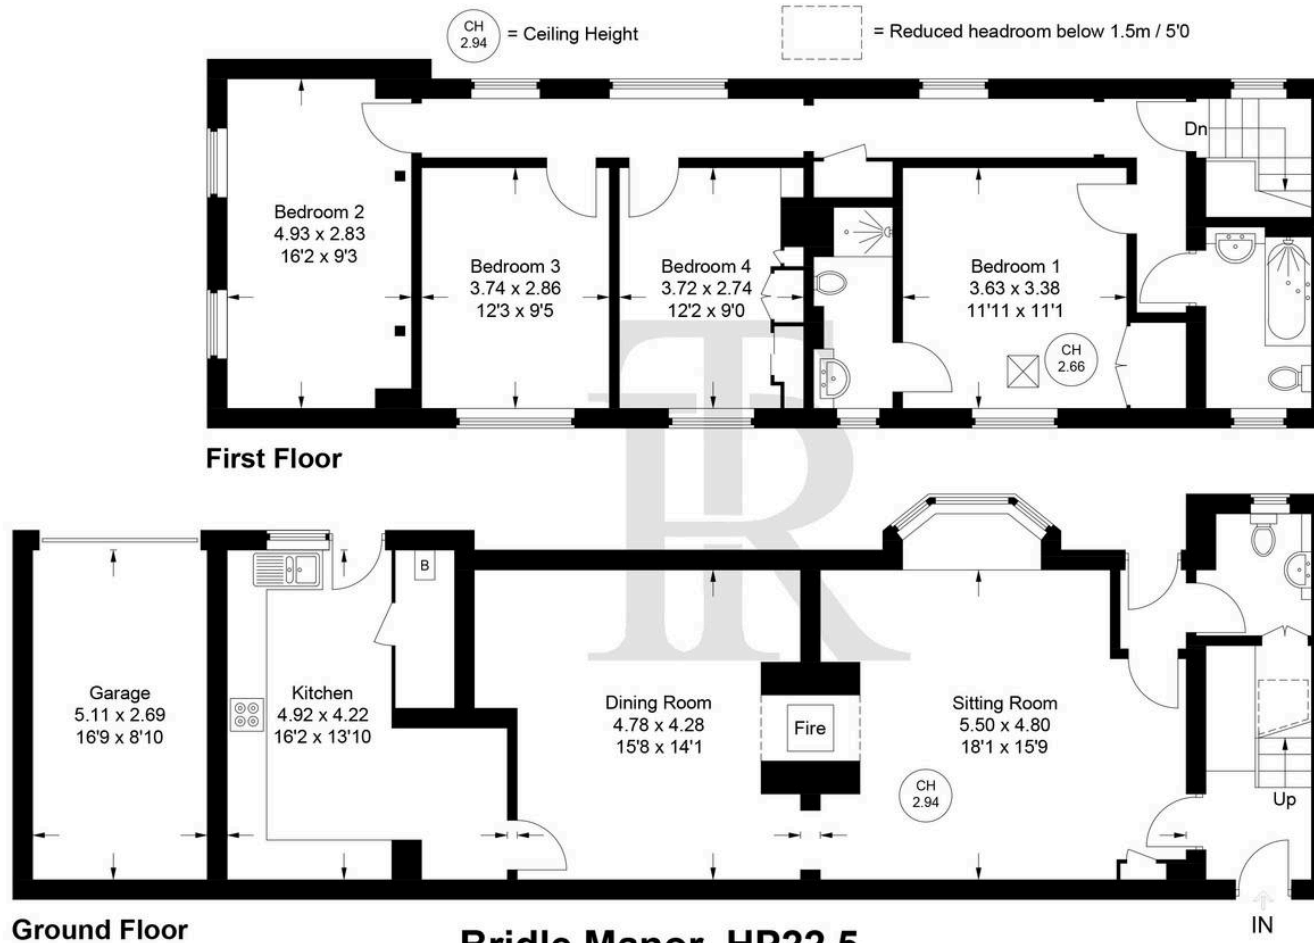 CH
2.94
= Ceiling Height
= Reduced headroom below 1.5m / 5'0
Dn
Bedroom 2
4.93 x 2.83
16'2 x 9'3
Bedroom 3
3.74 x 2.86
12'3 x 9'5
Bedroom 4
3.72 x 2.74
12'2 x 9'0
Bedroom 1
3.63 x 3.38
11'11 x 11'1
CH
2.66
First Floor
TR
B
Garage
5.11 x 2.69
16'9 x 8'10
Kitchen
4.92 x 4.22
16'2 x 13'10
Dining Room
4.78 x 4.28
15'8 x 14'1
Fire
Sitting Room
5.50 x 4.80
18'1 x 15'9
CH
2.94
Up
IN
Ground Floor
Bridle Manor, HP22 5